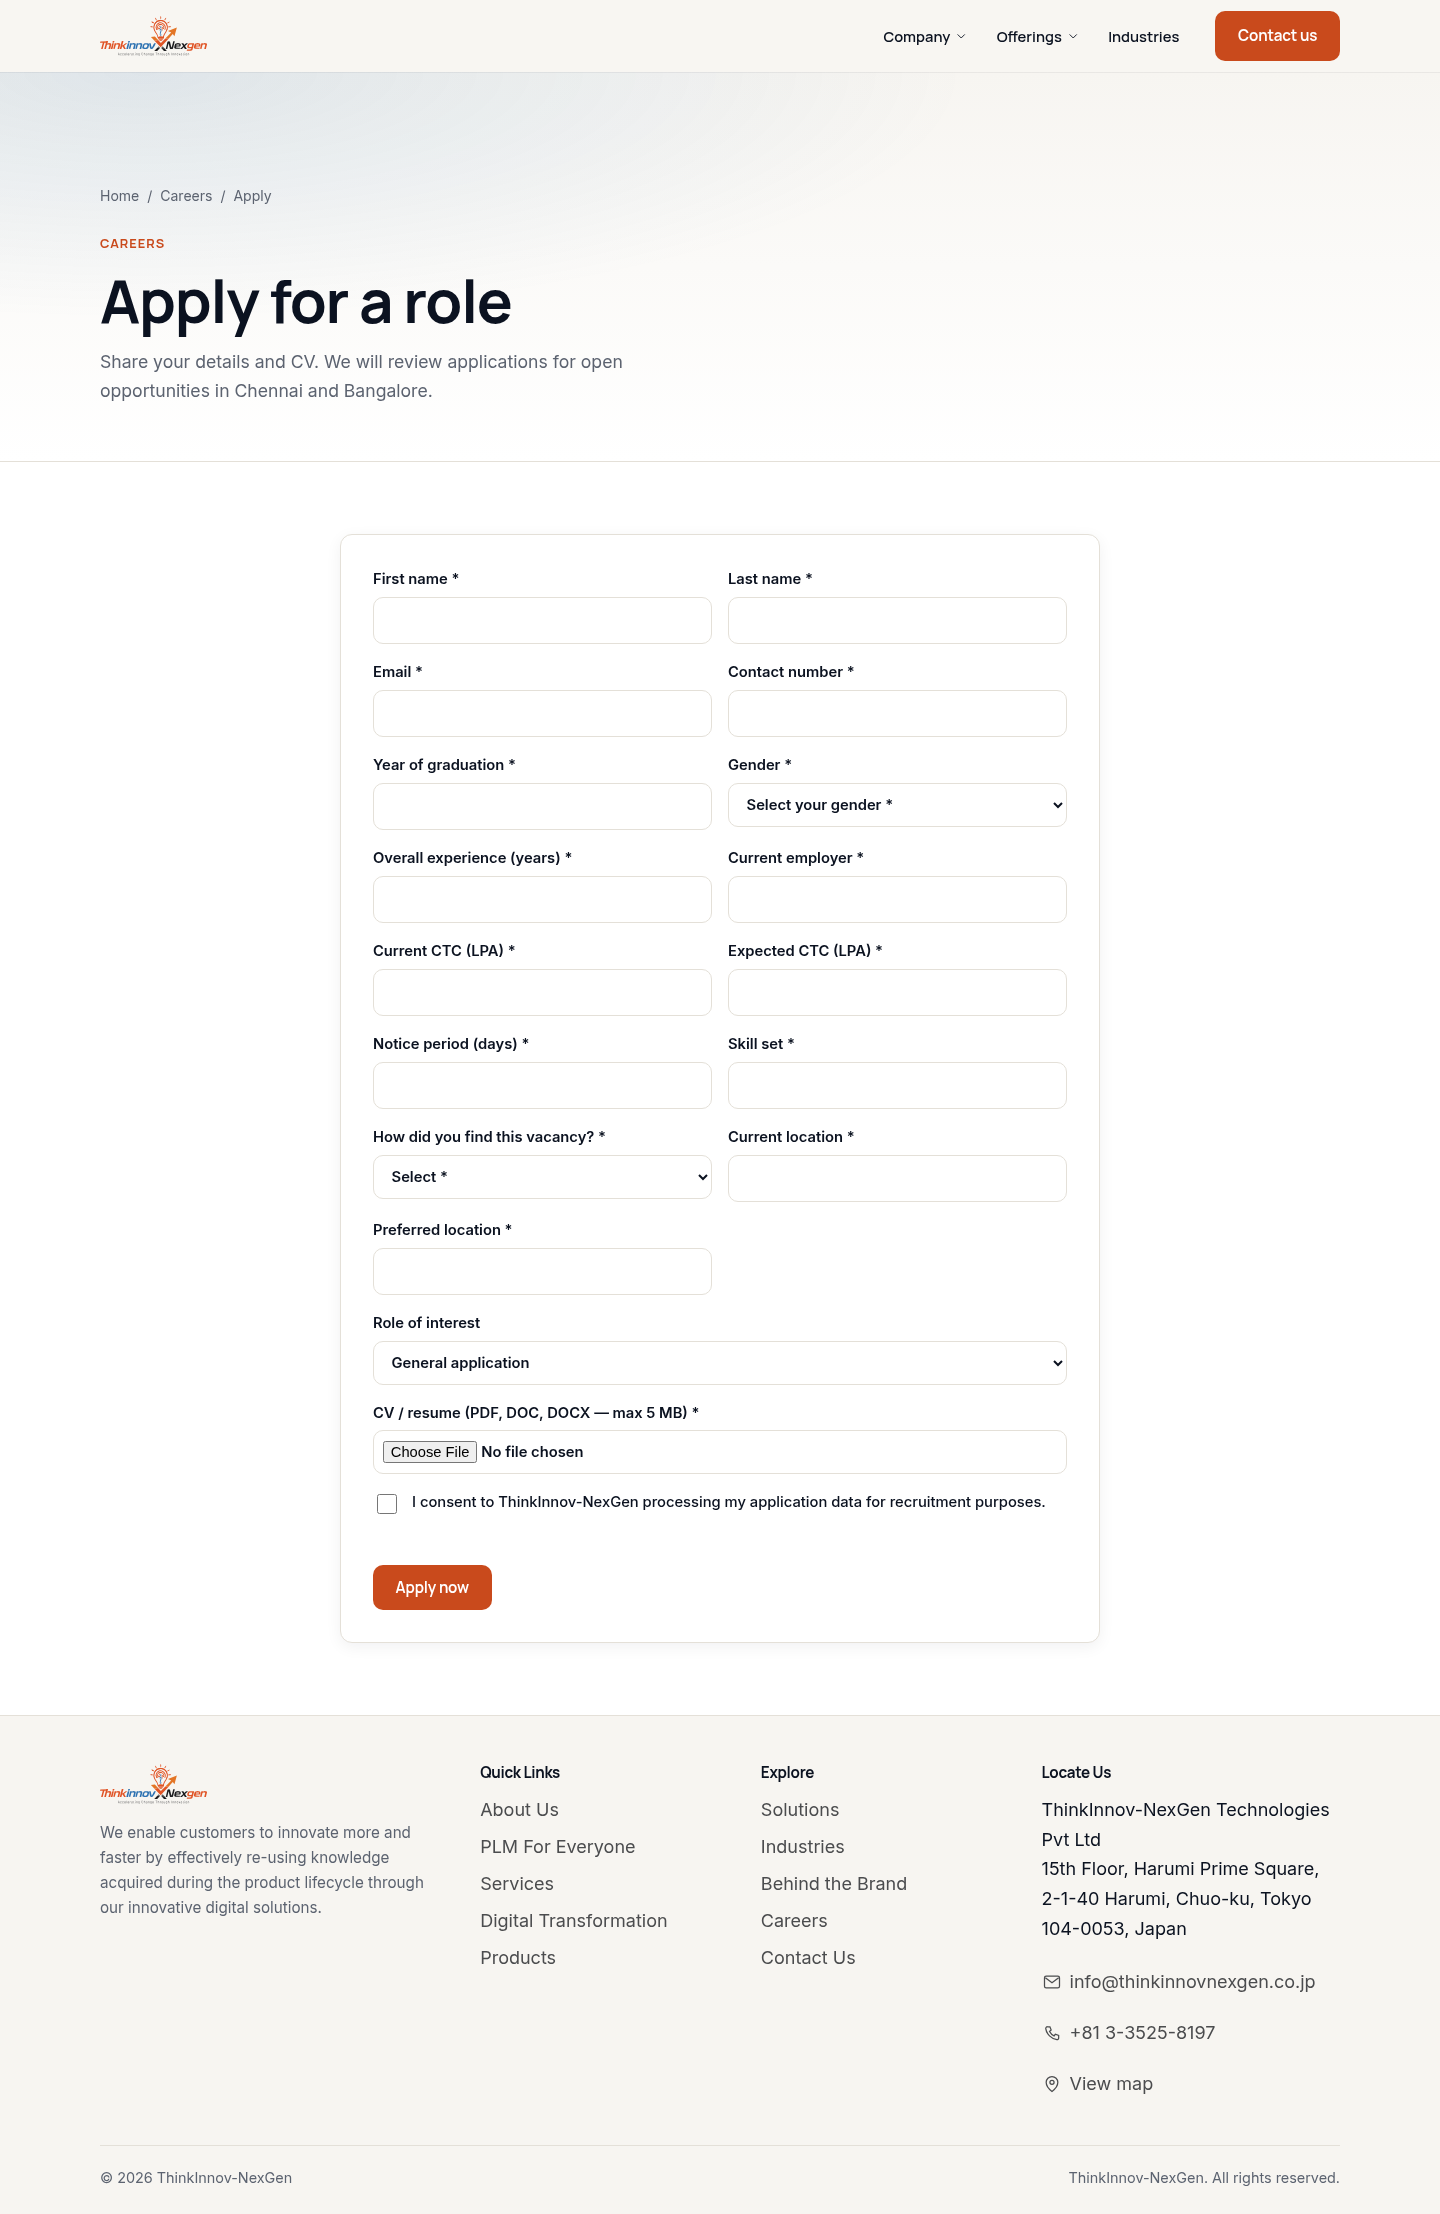 ThinkinnovXNexgen
Company
Offerings
Industries
Contact us
Home / Careers / Apply
CAREERS
Apply for a role
Share your details and CV. We will review applications for open
opportunities in Chennai and Bangalore.
First name *
Last name *
Email *
Contact number *
Year of graduation *
Gender *
Select your gender *
Overall experience (years) *
Current employer *
Current CTC (LPA) *
Expected CTC (LPA) *
Notice period (days) *
Skill set *
How did you find this vacancy? *
Select *
Current location *
Preferred location *
Role of interest
General application
CV / resume (PDF, DOC, DOCX — max 5 MB) *
Choose File No file chosen
I consent to ThinkInnov-NexGen processing my application data for recruitment purposes.
Apply now
ThinkinnovXNexgen
We enable customers to innovate more and
faster by effectively re-using knowledge
acquired during the product lifecycle through
our innovative digital solutions.
Quick Links
About Us
PLM For Everyone
Services
Digital Transformation
Products
Explore
Solutions
Industries
Behind the Brand
Careers
Contact Us
Locate Us
ThinkInnov-NexGen Technologies
Pvt Ltd
15th Floor, Harumi Prime Square,
2-1-40 Harumi, Chuo-ku, Tokyo
104-0053, Japan
info@thinkinnovnexgen.co.jp
+81 3-3525-8197
View map
© 2026 ThinkInnov-NexGen
ThinkInnov-NexGen. All rights reserved.